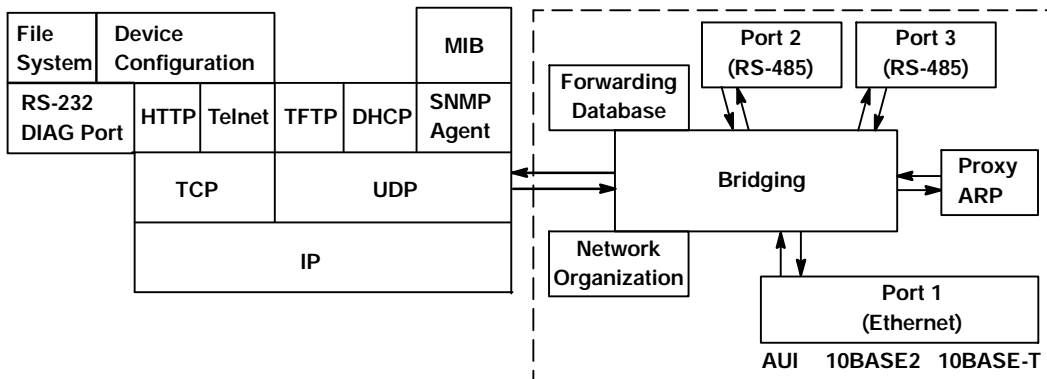 File
System
Device
Configuration
MIB
RS-232
DIAG Port
HTTP
Telnet
TFTP
DHCP
SNMP
Agent
TCP
UDP
IP
Port 2
(RS-485)
Port 3
(RS-485)
Forwarding
Database
Bridging
Proxy
ARP
Network
Organization
Port 1
(Ethernet)
AUI 10BASE2 10BASE-T